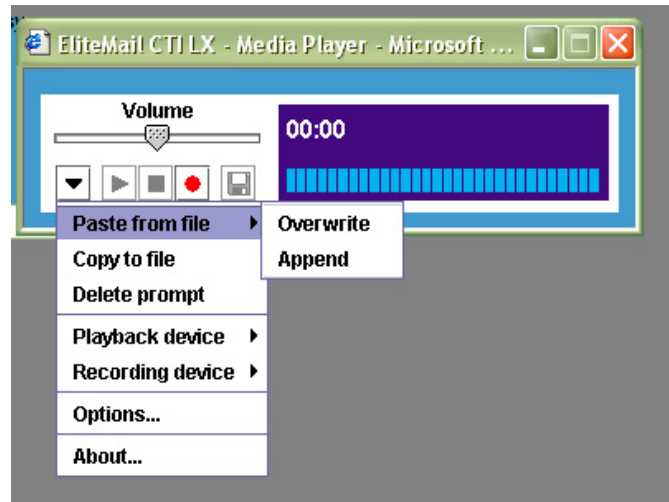 EliteMail CTI LX - Media Player - Microsoft ...
Volume
00:00
Paste from file
Overwrite
Copy to file
Append
Delete prompt
Playback device
Recording device
Options...
About...